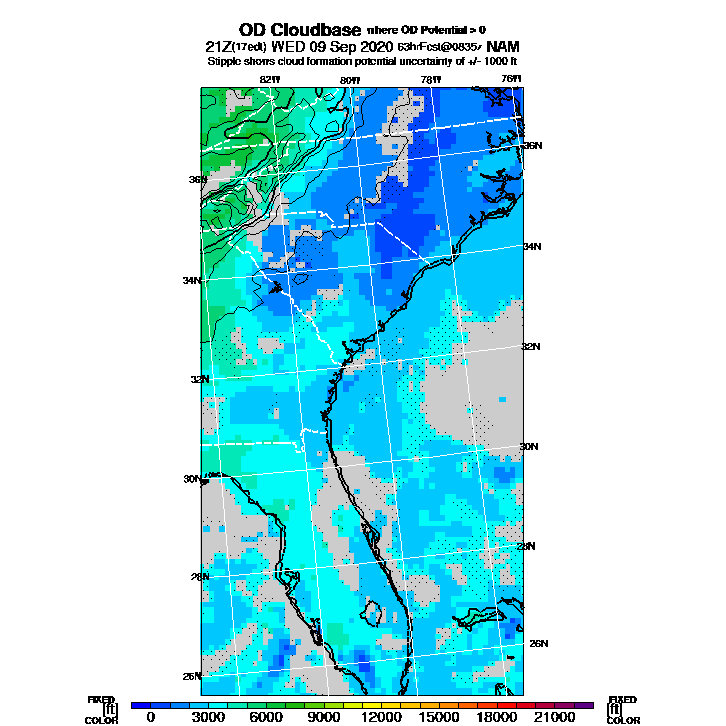 OD Cloudbase where OD Potential > 0
21Z(17edt) WED 09 Sep 2020 63hrFcst@0835z NAM
Stipple shows cloud formation potential uncertainty of +/- 1000 ft
82W 80W 78W 76W
36N
36N
34N
34N
32N
32N
30N
30N
28N
28N
26N
26N
FIXED [ft] COLOR
0 3000 6000 9000 12000 15000 18000 21000
FIXED [ft] COLOR